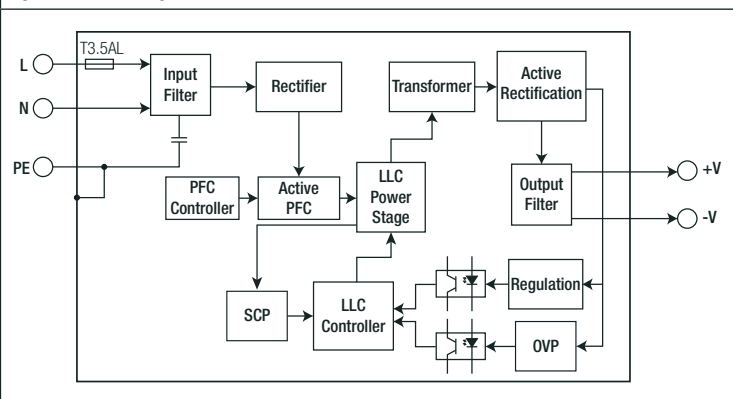 T3.5AL
L
Input
Filter
Rectifier
Transformer
Active
Rectification
N
PE
PFC
Controller
Active
PFC
LLC
Power
Stage
Output
Filter
+V
-V
SCP
LLC
Controller
Regulation
OVP